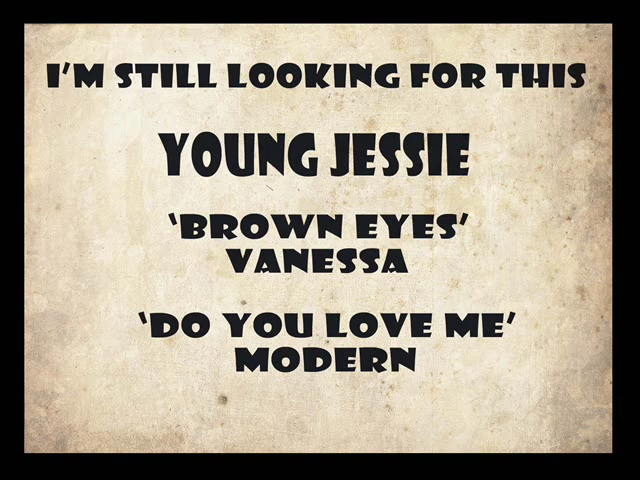 I'M STILL LOOKING FOR THIS
YOUNG JESSIE
'BROWN EYES'
VANESSA
'DO YOU LOVE ME'
MODERN